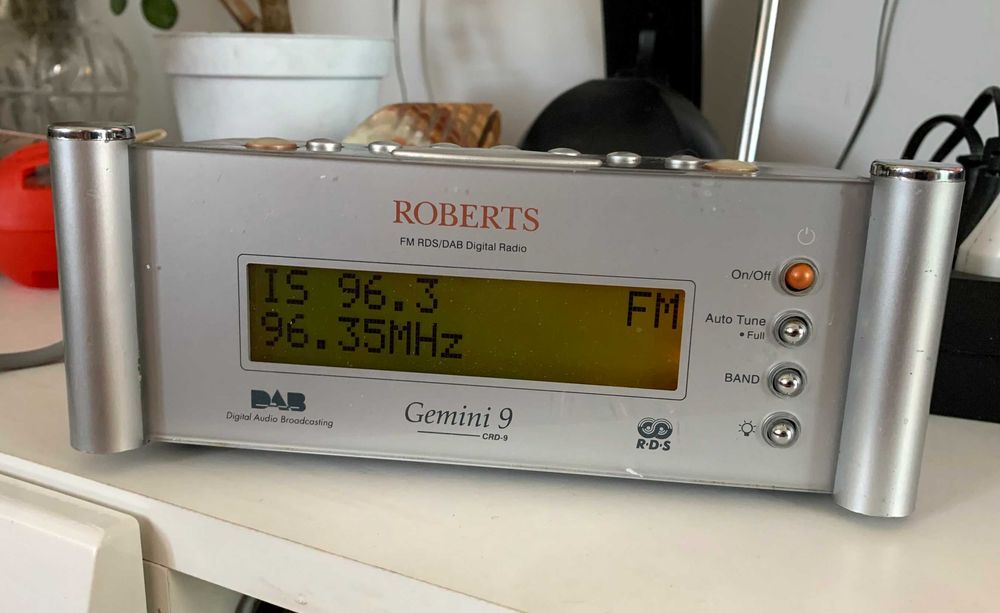 ROBERTS
FM RDS/DAB Digital Radio
IS 96.3
FM
96.35MHz
On/Off
Auto Tune
• Full
BAND
DAB
Digital Audio Broadcasting
Gemini 9
CRD-9
R·D·S